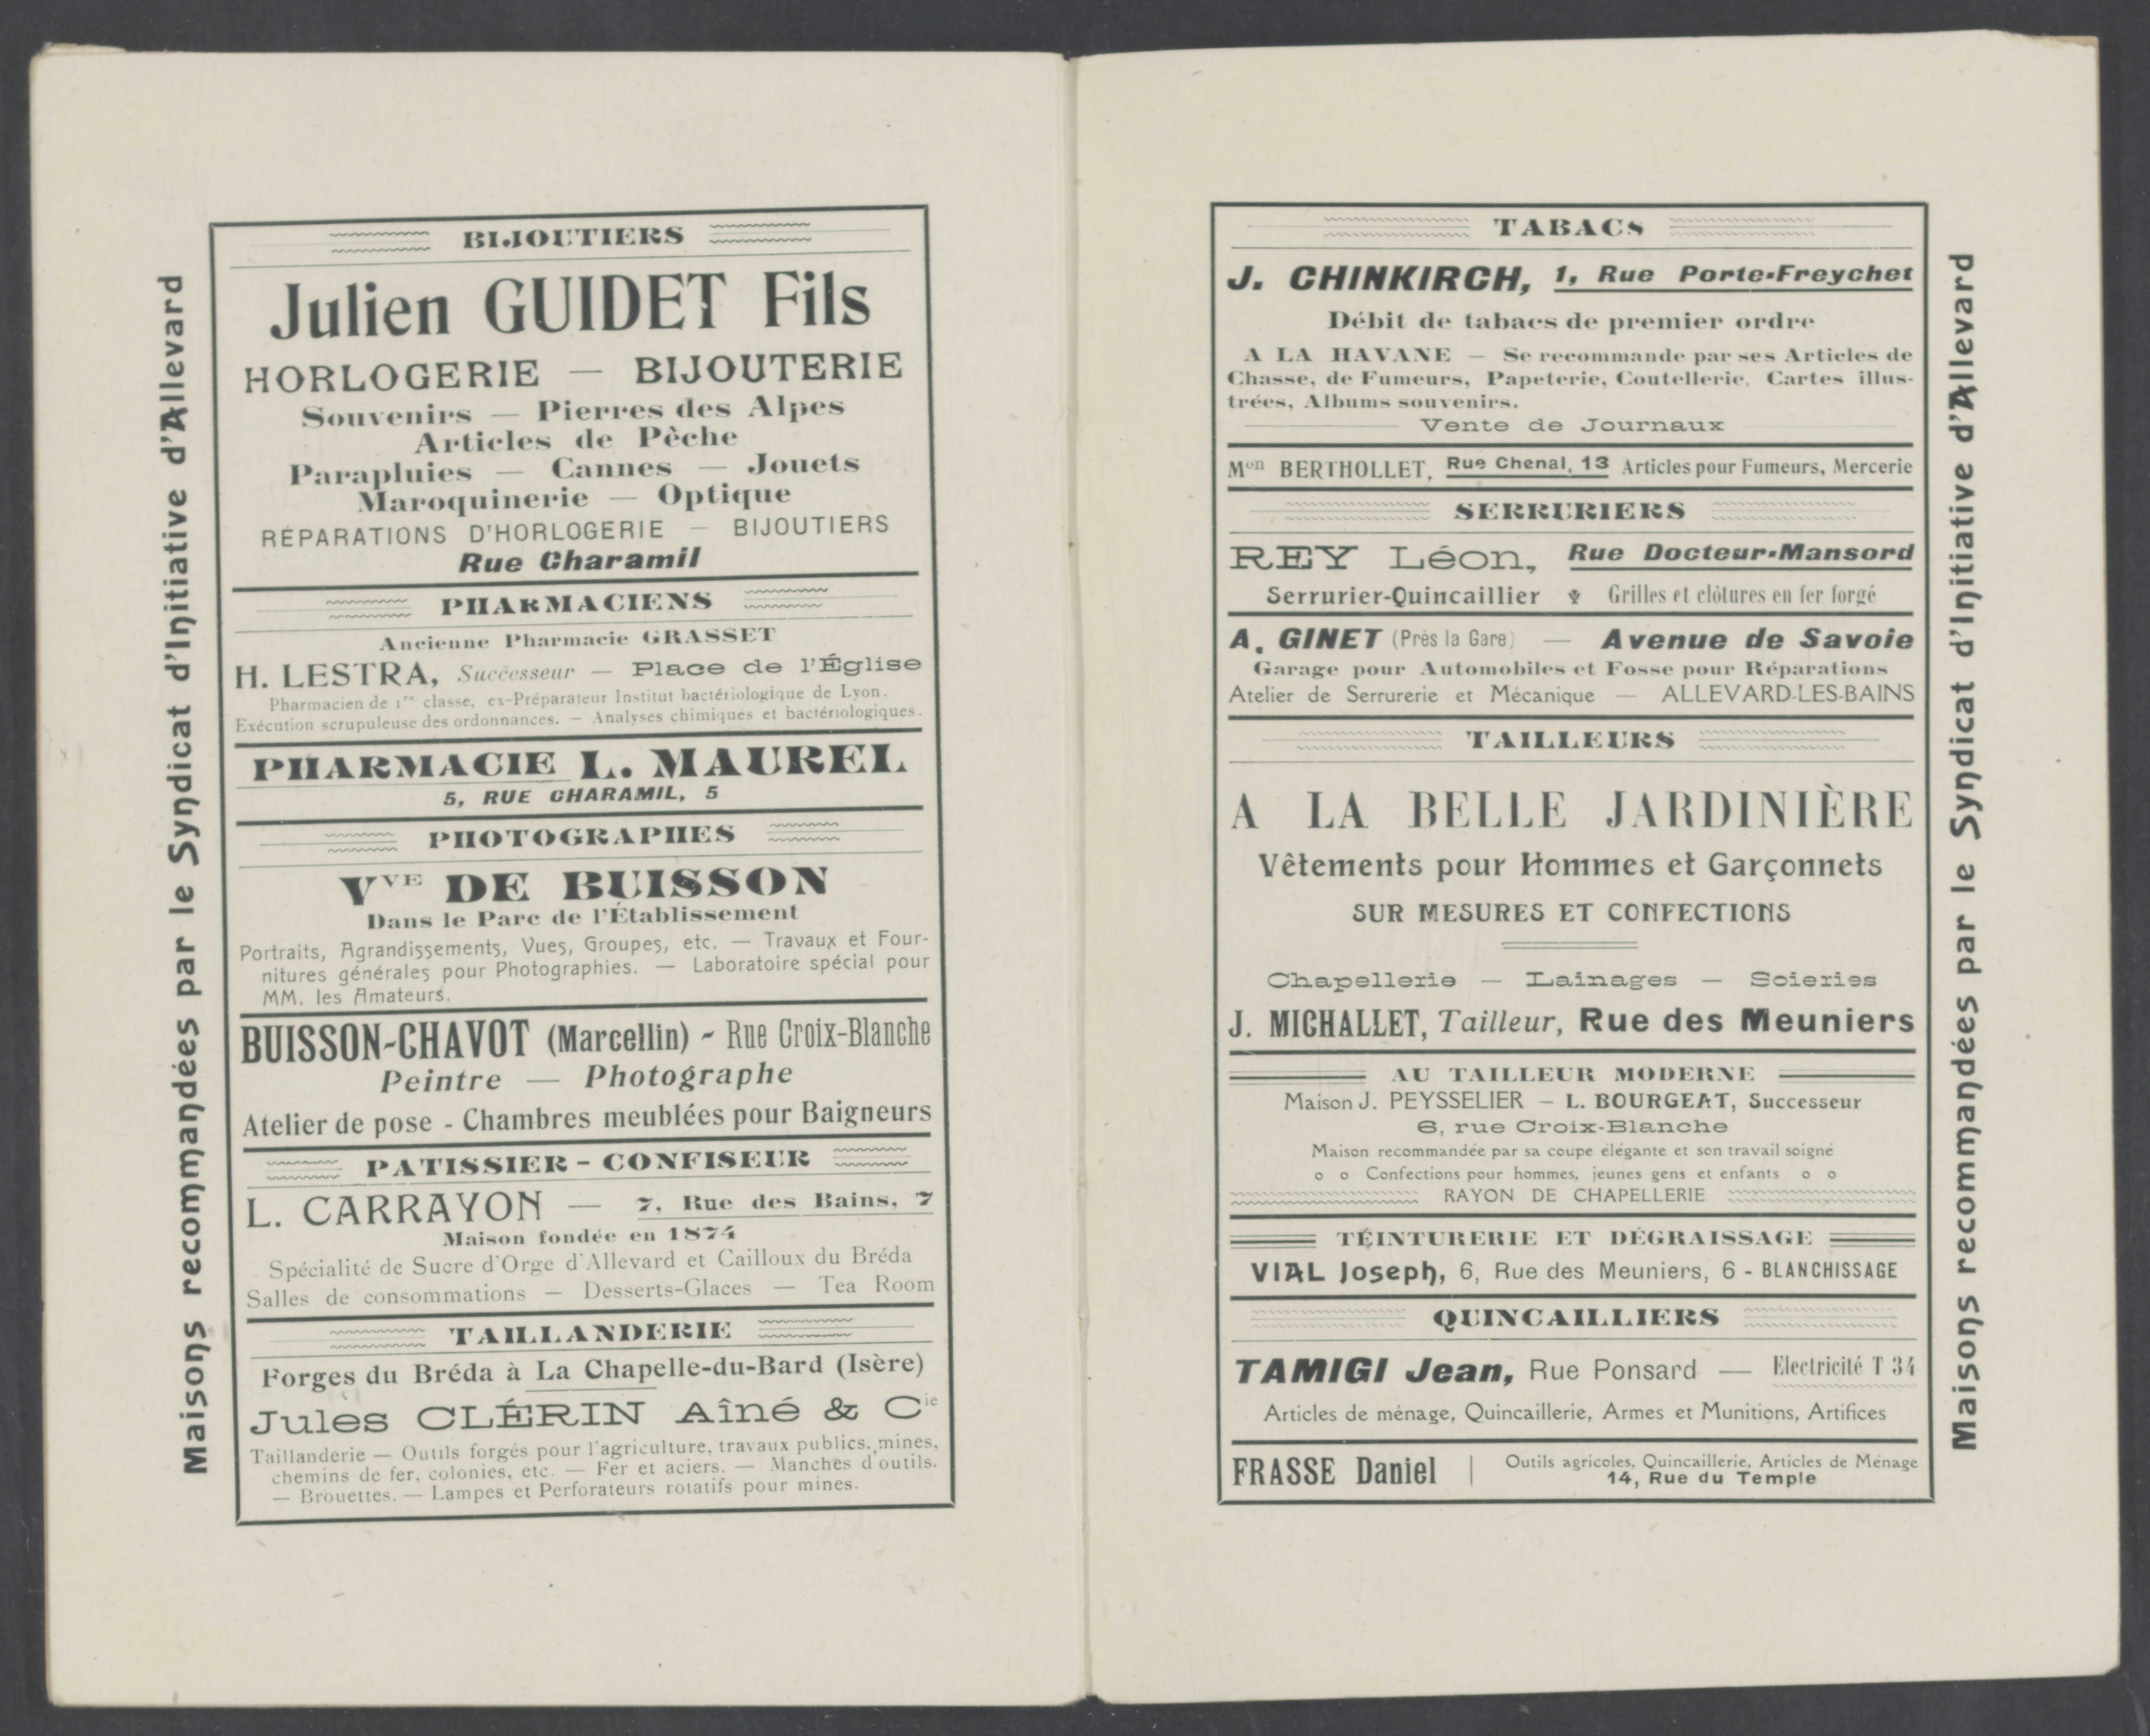 Maisons recommandées par le Syndicat d'Initiative d'Allevard
BIJOUTIERS
Julien GUIDET Fils
HORLOGERIE — BIJOUTERIE
Souvenirs — Pierres des Alpes
Articles de Pêche
Parapluies — Cannes — Jouets
Maroquinerie — Optique
RÉPARATIONS D'HORLOGERIE — BIJOUTIERS
Rue Charamil
PHARMACIENS
Ancienne Pharmacie GRASSET
H. LESTRA, Successeur — Place de l'Église
Pharmacien de 1re classe, ex-Préparateur Institut bactériologique de Lyon.
Exécution scrupuleuse des ordonnances. — Analyses chimiques et bactériologiques.
PHARMACIE L. MAUREL
5, RUE CHARAMIL, 5
PHOTOGRAPHES
VVE DE BUISSON
Dans le Parc de l'Établissement
Portraits, Agrandissements, Vues, Groupes, etc. — Travaux et Four-
nitures générales pour Photographies. — Laboratoire spécial pour
MM. les Amateurs.
BUISSON-CHAVOT (Marcellin) - Rue Croix-Blanche
Peintre — Photographe
Atelier de pose - Chambres meublées pour Baigneurs
PATISSIER - CONFISEUR
L. CARRAYON — 7, Rue des Bains, 7
Maison fondée en 1874
Spécialité de Sucre d'Orge d'Allevard et Cailloux du Bréda
Salles de consommations — Desserts-Glaces — Tea Room
TAILLANDERIE
Forges du Bréda à La Chapelle-du-Bard (Isère)
Jules CLÉRIN Aîné & Cie
Taillanderie — Outils forgés pour l'agriculture, travaux publics, mines,
chemins de fer, colonies, etc. — Fer et aciers. — Manches d'outils.
— Brouettes. — Lampes et Perforateurs rotatifs pour mines.
TABACS
J. CHINKIRCH, 1, Rue Porte-Freychet
Débit de tabacs de premier ordre
A LA HAVANE — Se recommande par ses Articles de
Chasse, de Fumeurs, Papeterie, Coutellerie, Cartes illus-
trées, Albums souvenirs.
Vente de Journaux
Mon BERTHOLLET, Rue Chenal, 13 Articles pour Fumeurs, Mercerie
SERRURIERS
REY Léon, Rue Docteur-Mansord
Serrurier-Quincaillier Grilles et clôtures en fer forgé
A. GINET (Près la Gare) — Avenue de Savoie
Garage pour Automobiles et Fosse pour Réparations
Atelier de Serrurerie et Mécanique — ALLEVARD-LES-BAINS
TAILLEURS
A LA BELLE JARDINIÈRE
Vêtements pour Hommes et Garçonnets
SUR MESURES ET CONFECTIONS
Chapellerie — Lainages — Soieries
J. MICHALLET, Tailleur, Rue des Meuniers
AU TAILLEUR MODERNE
Maison J. PEYSSELIER — L. BOURGEAT, Successeur
6, rue Croix-Blanche
Maison recommandée par sa coupe élégante et son travail soigné
o o Confections pour hommes, jeunes gens et enfants o o
RAYON DE CHAPELLERIE
TEINTURERIE ET DÉGRAISSAGE
VIAL Joseph, 6, Rue des Meuniers, 6 - BLANCHISSAGE
QUINCAILLIERS
TAMIGI Jean, Rue Ponsard — Electricité T 34
Articles de ménage, Quincaillerie, Armes et Munitions, Artifices
FRASSE Daniel | Outils agricoles, Quincaillerie, Articles de Ménage
14, Rue du Temple
Maisons recommandées par le Syndicat d'Initiative d'Allevard